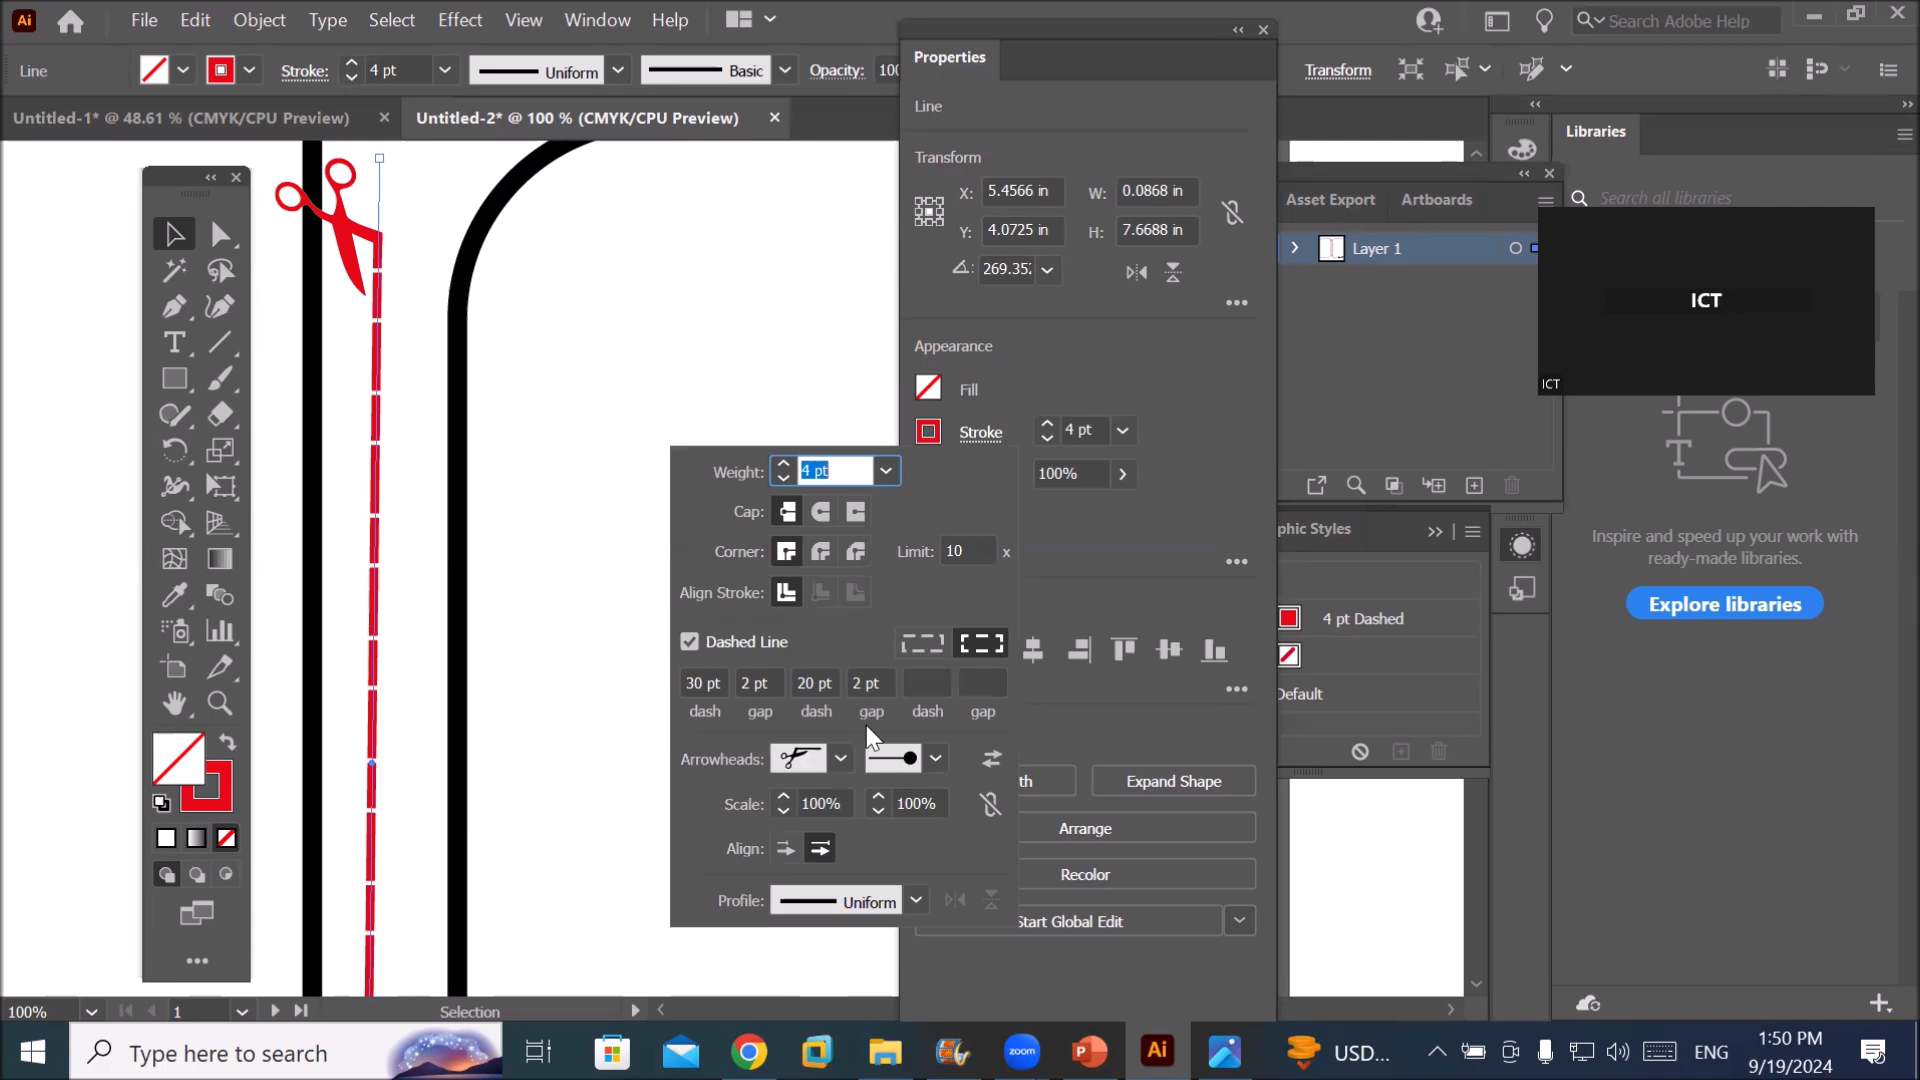 Ai File Edit Object Type Select Effect View Window Help Search Adobe Help
Line Stroke: 4 pt Uniform Basic Opacity: 100 Transform
Untitled-1* @ 48.61 % (CMYK/CPU Preview) Untitled-2* @ 100 % (CMYK/CPU Preview)
Properties
Line
Transform
X: 5.4566 in W: 0.0868 in
Y: 4.0725 in H: 7.6688 in
269.352
Appearance
Fill
Stroke 4 pt
100%
Weight: 4 pt
Cap:
Corner: Limit: 10 x
Align Stroke:
Dashed Line
30 pt 2 pt 20 pt 2 pt
dash gap dash gap dash gap
Arrowheads:
Scale: 100% 100%
Align:
Profile: Uniform
th Expand Shape
Arrange
Recolor
Start Global Edit
Asset Export Artboards
Layer 1
phic Styles
4 pt Dashed
Default
Libraries
Search all libraries
ICT
ICT
Inspire and speed up your work with
ready-made libraries.
Explore libraries
100% 1 Selection
Type here to search zoom P Ai USD... ENG 1:50 PM
9/19/2024